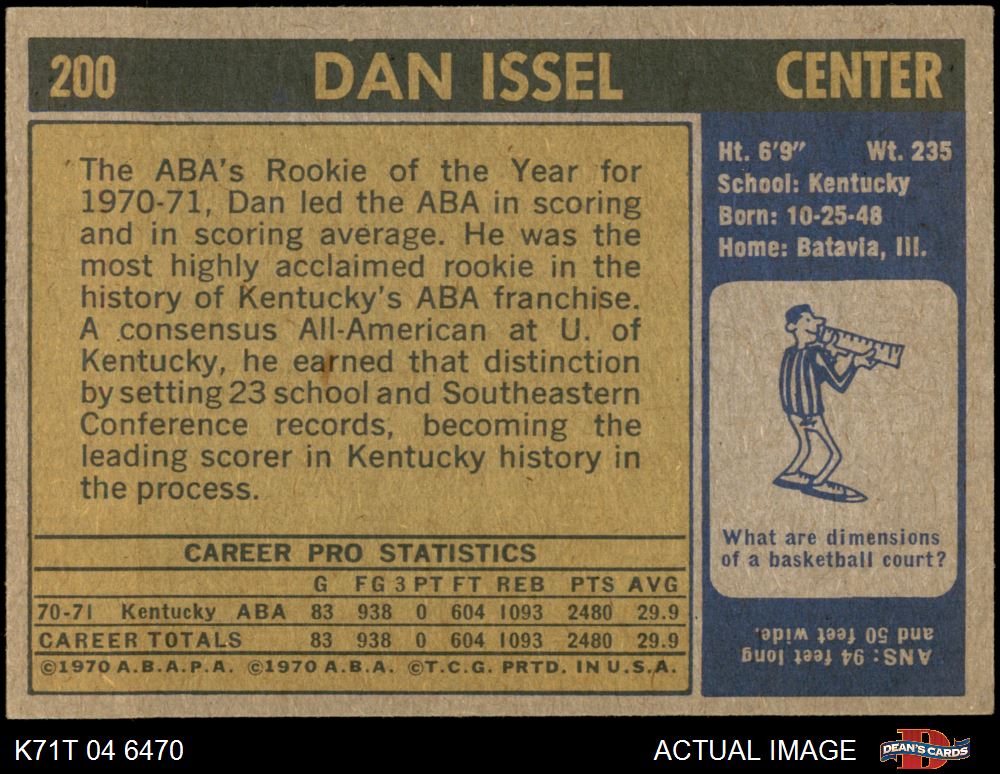 200 DAN ISSEL CENTER
The ABA's Rookie of the Year for
1970-71, Dan led the ABA in scoring
and in scoring average. He was the
most highly acclaimed rookie in the
history of Kentucky's ABA franchise.
A consensus All-American at U. of
Kentucky, he earned that distinction
by setting 23 school and Southeastern
Conference records, becoming the
leading scorer in Kentucky history in
the process.
CAREER PRO STATISTICS
G FG 3 PT FT REB PTS AVG
70-71 Kentucky ABA 83 938 0 604 1093 2480 29.9
CAREER TOTALS 83 938 0 604 1093 2480 29.9
©1970 A.B.A.P.A. ©1970 A.B.A. ©T.C.G. PRTD. IN U.S.A.
Ht. 6'9" Wt. 235
School: Kentucky
Born: 10-25-48
Home: Batavia, Ill.
What are dimensions
of a basketball court?
ANS: 94 feet long
and 50 feet wide.
K71T 04 6470 ACTUAL IMAGE DEAN'S CARDS